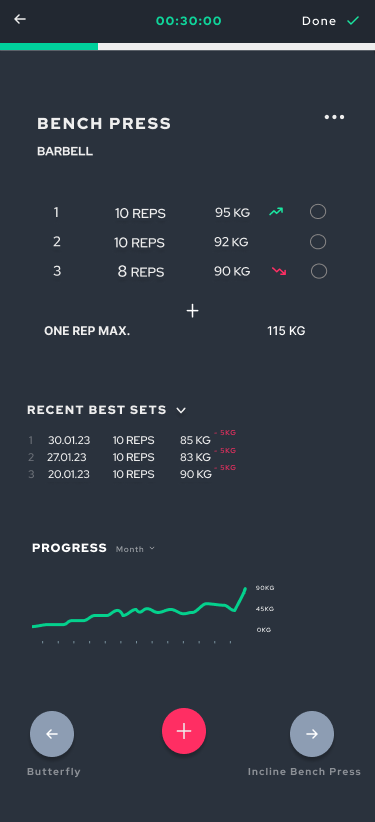 00:30:00 Done
BENCH PRESS
BARBELL
1 10 REPS 95 KG
2 10 REPS 92 KG
3 8 REPS 90 KG
ONE REP MAX. 115 KG
RECENT BEST SETS
1 30.01.23 10 REPS 85 KG - 5KG
2 27.01.23 10 REPS 83 KG - 5KG
3 20.01.23 10 REPS 90 KG - 5KG
PROGRESS Month
90KG
45KG
0KG
Butterfly Incline Bench Press